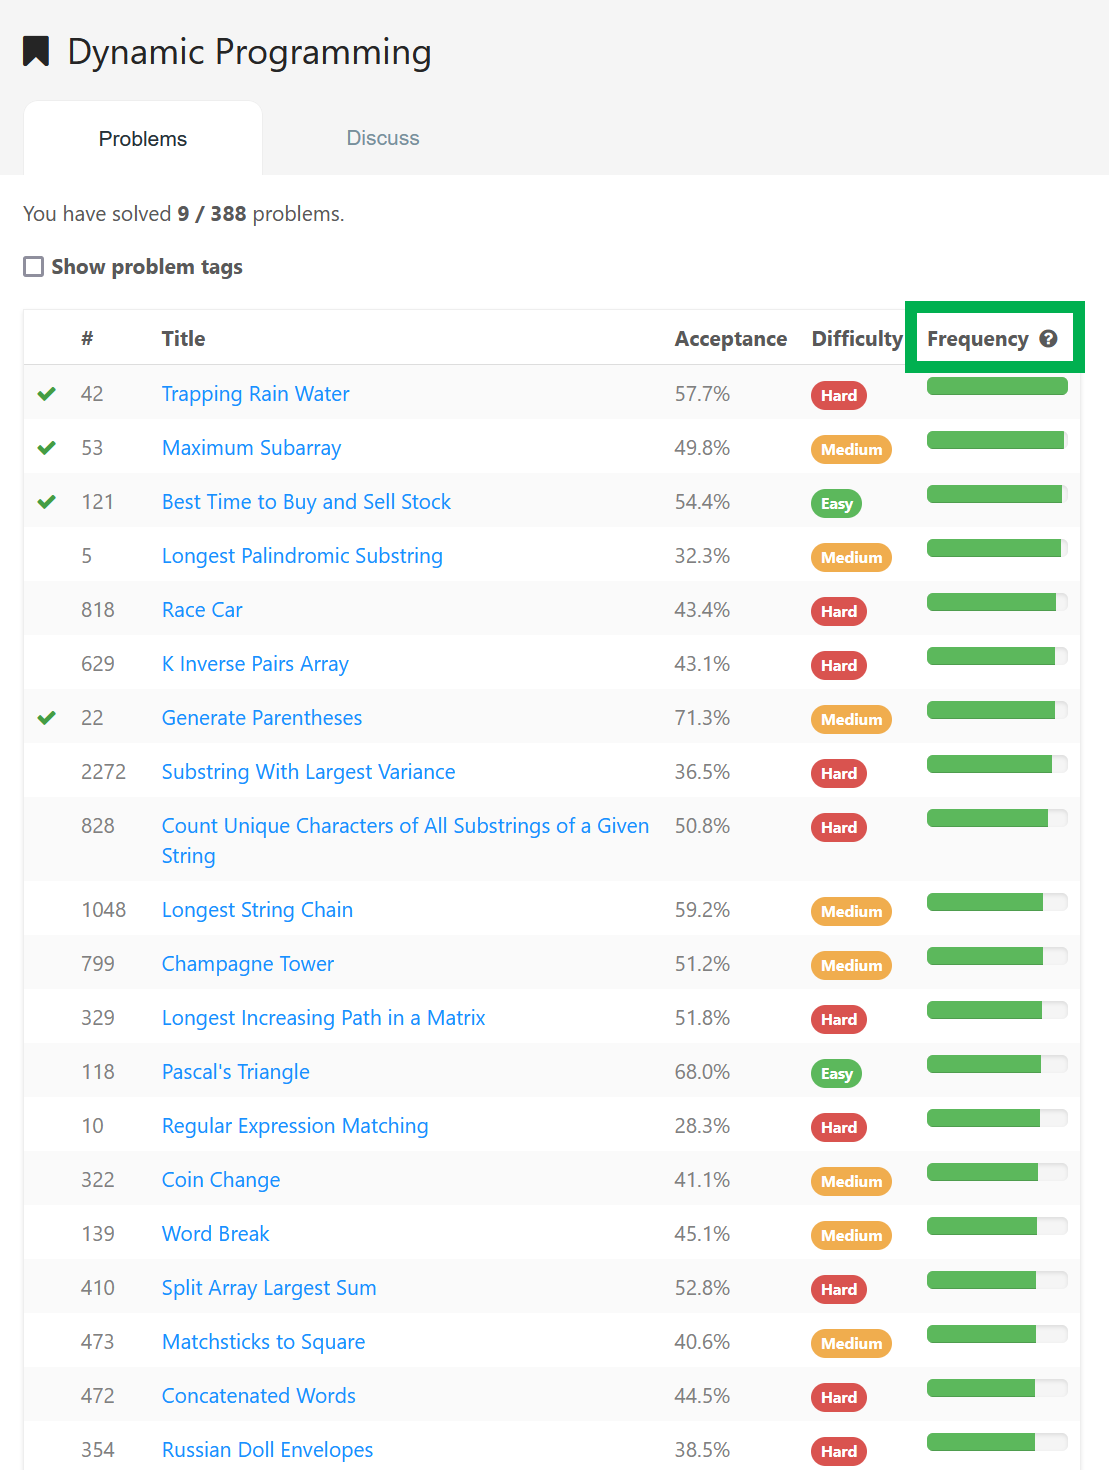 Dynamic Programming
Problems
Discuss
You have solved 9 / 388 problems.
Show problem tags
# Title Acceptance Difficulty Frequency ?
42 Trapping Rain Water 57.7% Hard
53 Maximum Subarray 49.8% Medium
121 Best Time to Buy and Sell Stock 54.4% Easy
5 Longest Palindromic Substring 32.3% Medium
818 Race Car 43.4% Hard
629 K Inverse Pairs Array 43.1% Hard
22 Generate Parentheses 71.3% Medium
2272 Substring With Largest Variance 36.5% Hard
828 Count Unique Characters of All Substrings of a Given 50.8% Hard
String
1048 Longest String Chain 59.2% Medium
799 Champagne Tower 51.2% Medium
329 Longest Increasing Path in a Matrix 51.8% Hard
118 Pascal's Triangle 68.0% Easy
10 Regular Expression Matching 28.3% Hard
322 Coin Change 41.1% Medium
139 Word Break 45.1% Medium
410 Split Array Largest Sum 52.8% Hard
473 Matchsticks to Square 40.6% Medium
472 Concatenated Words 44.5% Hard
354 Russian Doll Envelopes 38.5% Hard